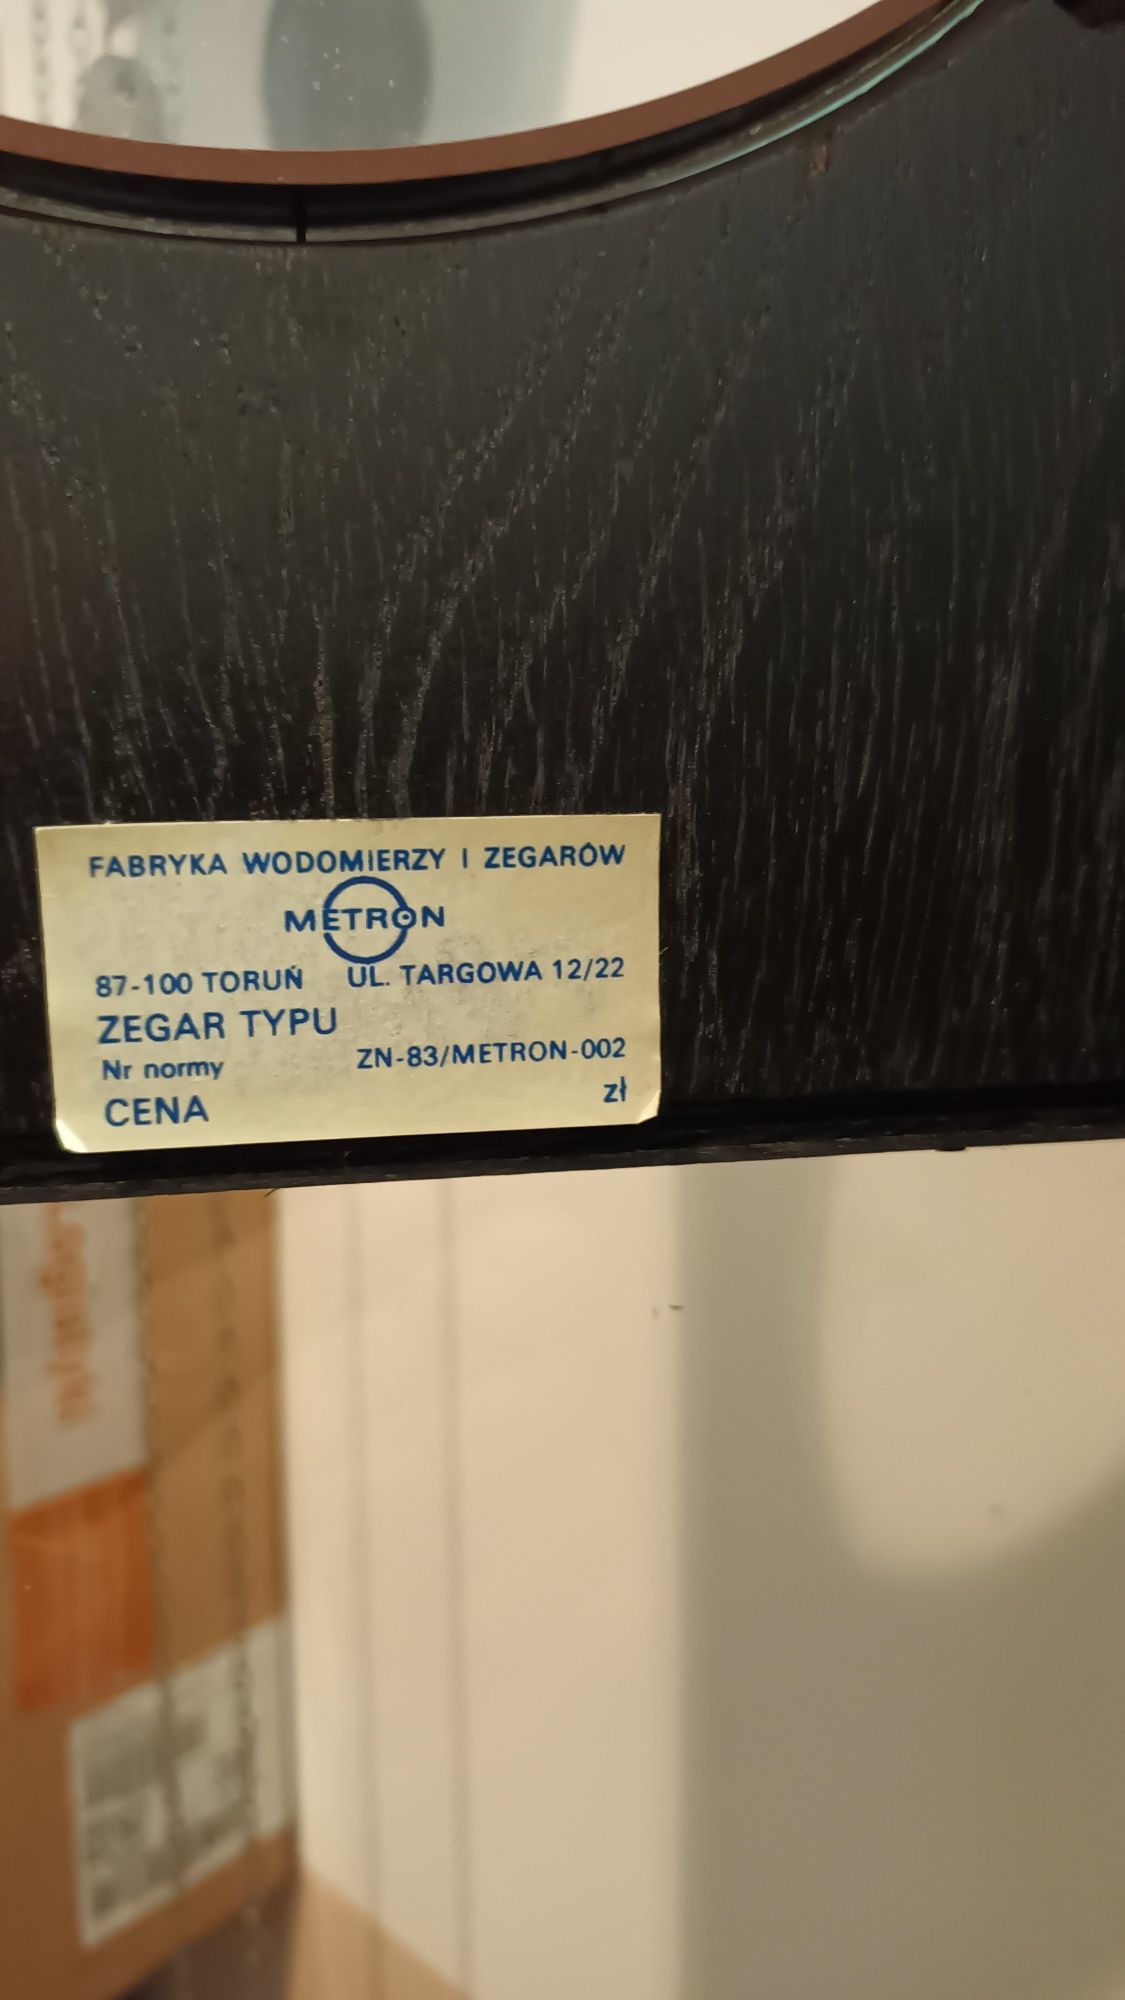 FABRYKA WODOMIERZY I ZEGARÓW
METRON
87-100 TORUŃ UL. TARGOWA 12/22
ZEGAR TYPU
Nr normy ZN-83/METRON-002
CENA zł